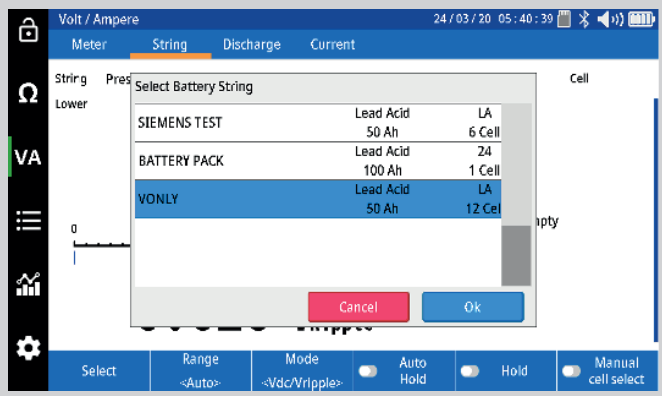 Volt / Ampere 24/03/20 05:40:39
Meter String Discharge Current
String Pres Cell
Lower
Select Battery String
SIEMENS TEST Lead Acid LA
50 Ah 6 Cell
BATTERY PACK Lead Acid 24
100 Ah 1 Cell
VONLY Lead Acid LA
50 Ah 12 Cel
Ω
VA
0
Cancel Ok
Select Range Mode Auto Hold Hold Manual cell select
<Auto> <Vdc/Vripple>